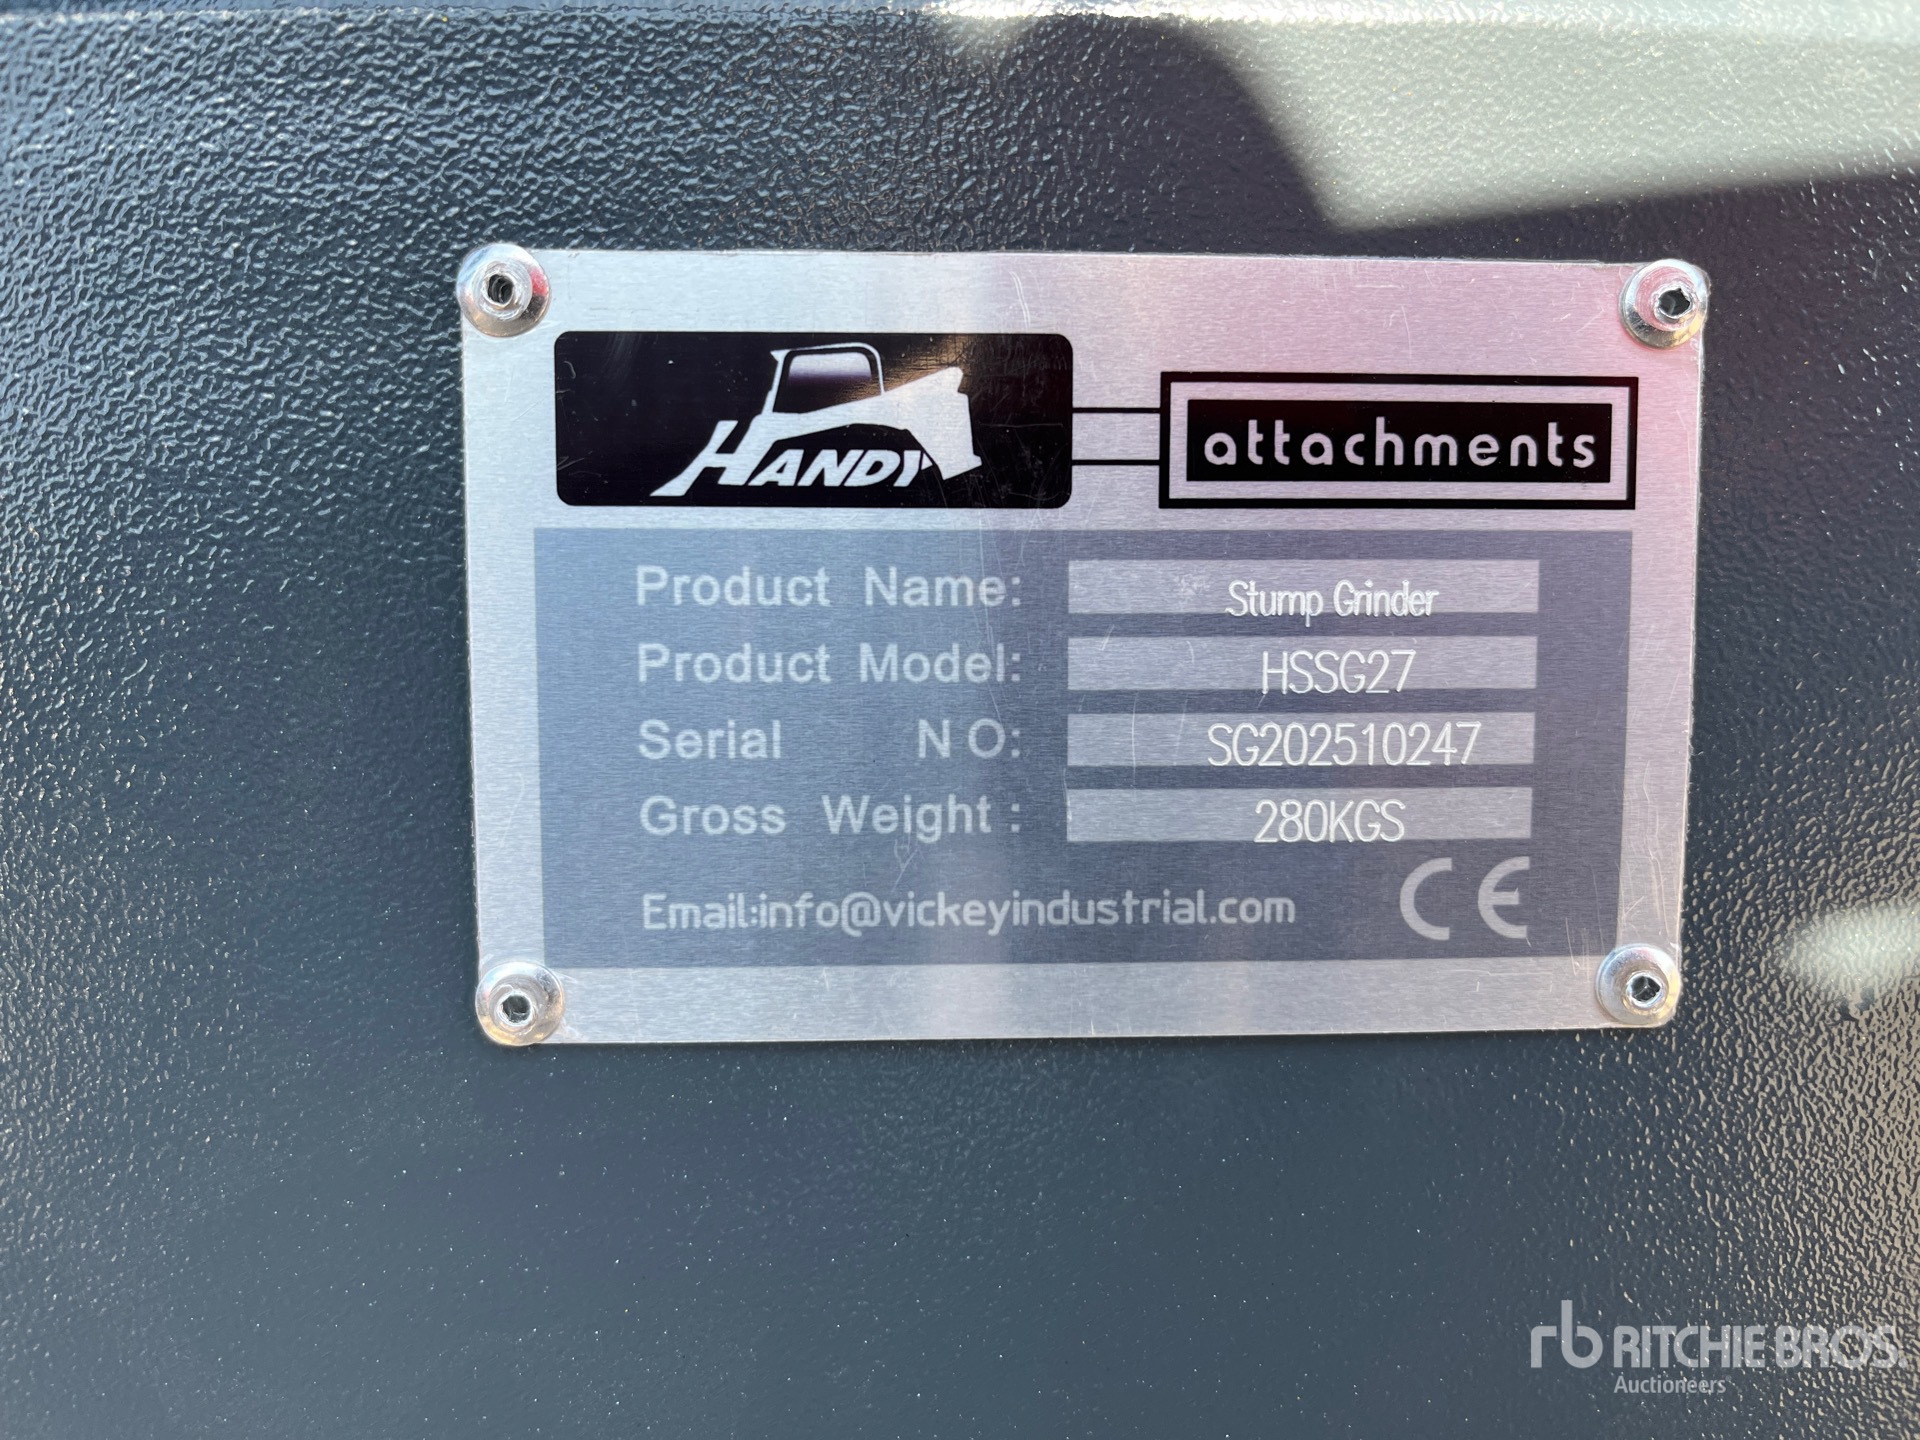 HANDY attachments
Product Name: Stump Grinder
Product Model: HSSG27
Serial NO: SG202510247
Gross Weight: 280KGS
Email:info@vickeyindustrial.com CE
rb RITCHIE BROS
Auctioneers